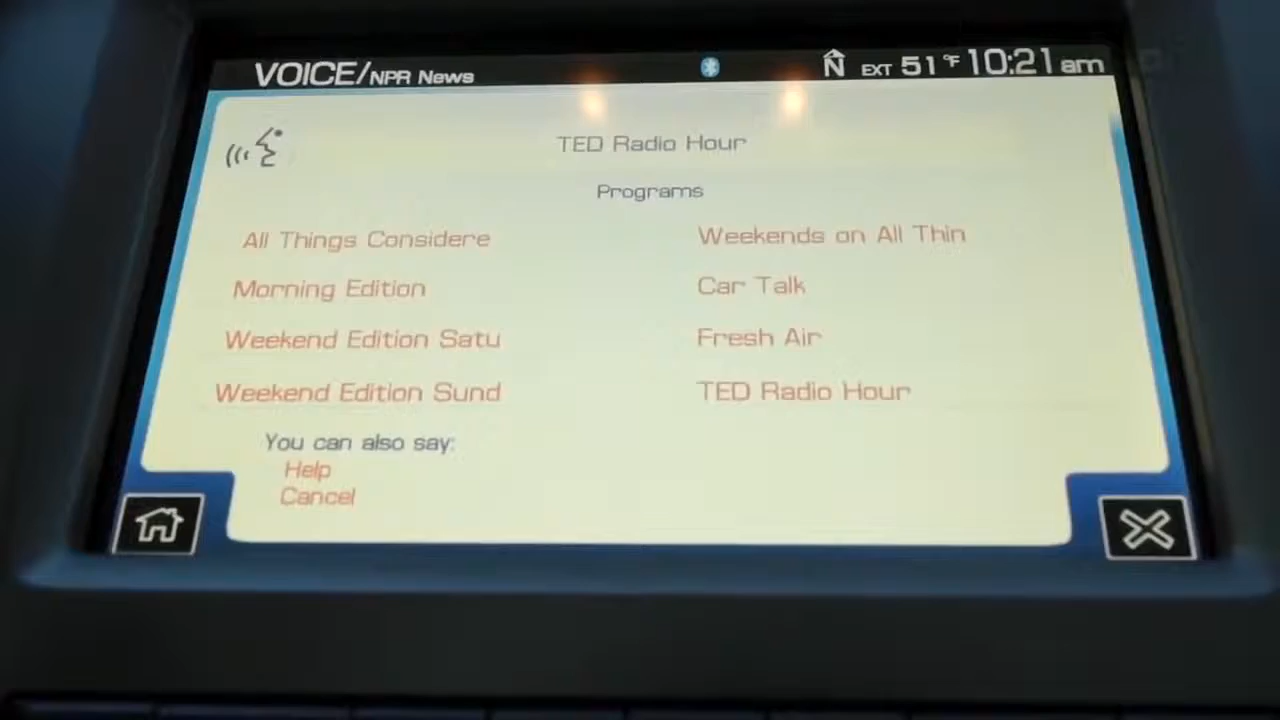 VOICE/NPR News
N EXT 51°F 10:21 am
TED Radio Hour
Programs
All Things Considere
Weekends on All Thin
Morning Edition
Car Talk
Weekend Edition Satu
Fresh Air
Weekend Edition Sund
TED Radio Hour
You can also say:
Help
Cancel